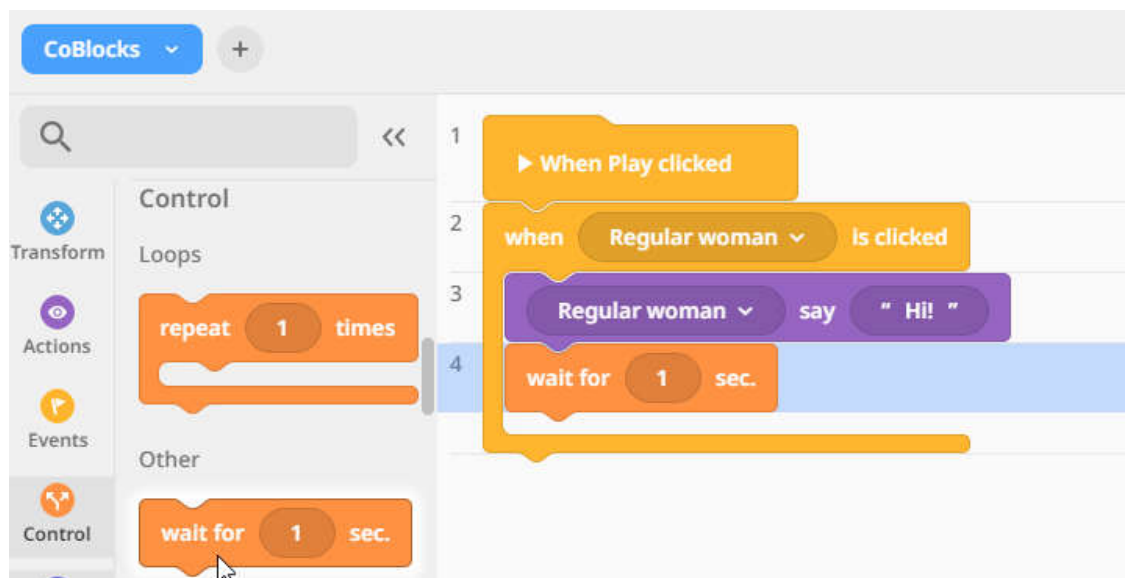 CoBlocks
+
1
▶ When Play clicked
2
when Regular woman is clicked
3
Regular woman say " Hi! "
4
wait for 1 sec.
Transform
Actions
Events
Control
Control
Loops
repeat 1 times
Other
wait for 1 sec.